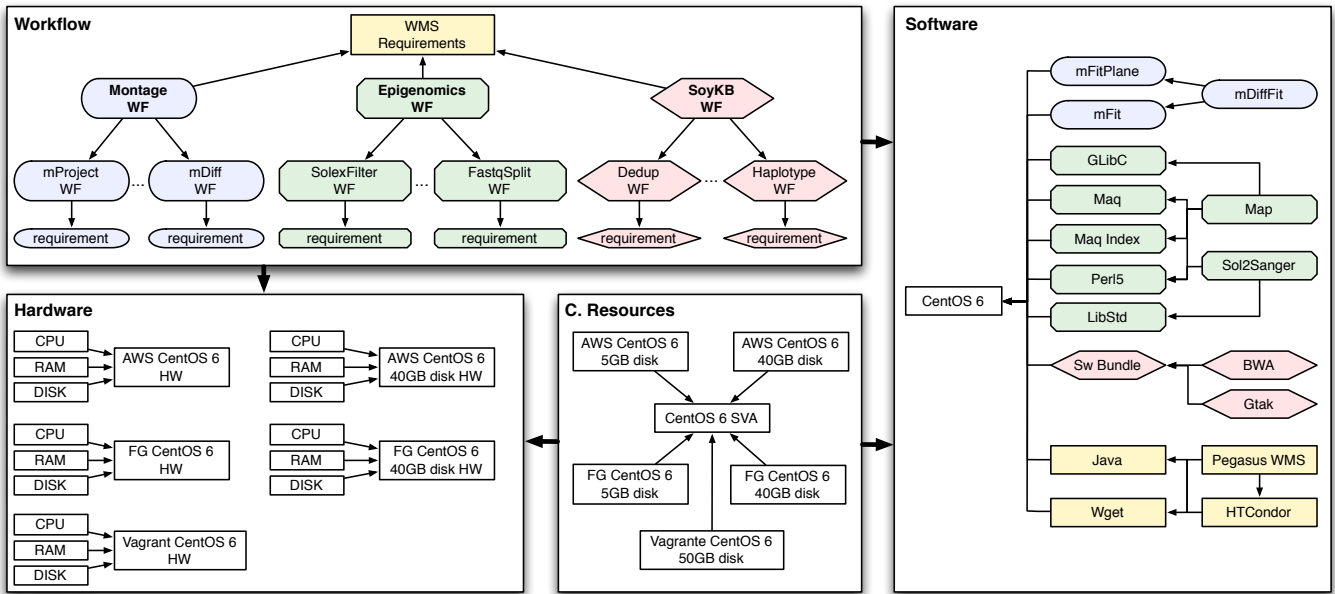 Workflow
WMS
Requirements
Montage
WF
Epigenomics
WF
SoyKB
WF
mProject
WF
...
mDiff
WF
SolexFilter
WF
...
FastqSplit
WF
Dedup
WF
...
Haplotype
WF
requirement
requirement
requirement
requirement
requirement
requirement
Hardware
CPU
RAM
DISK
AWS CentOS 6
HW
CPU
RAM
DISK
AWS CentOS 6
40GB disk HW
CPU
RAM
DISK
FG CentOS 6
HW
CPU
RAM
DISK
FG CentOS 6
40GB disk HW
CPU
RAM
DISK
Vagrant CentOS 6
HW
C. Resources
AWS CentOS 6
5GB disk
AWS CentOS 6
40GB disk
CentOS 6 SVA
FG CentOS 6
5GB disk
FG CentOS 6
40GB disk
Vagrante CentOS 6
50GB disk
Software
mFitPlane
mDiffFit
mFit
GLibC
Maq
Map
Maq Index
Perl5
Sol2Sanger
CentOS 6
LibStd
Sw Bundle
BWA
Gtak
Java
Pegasus WMS
Wget
HTCondor